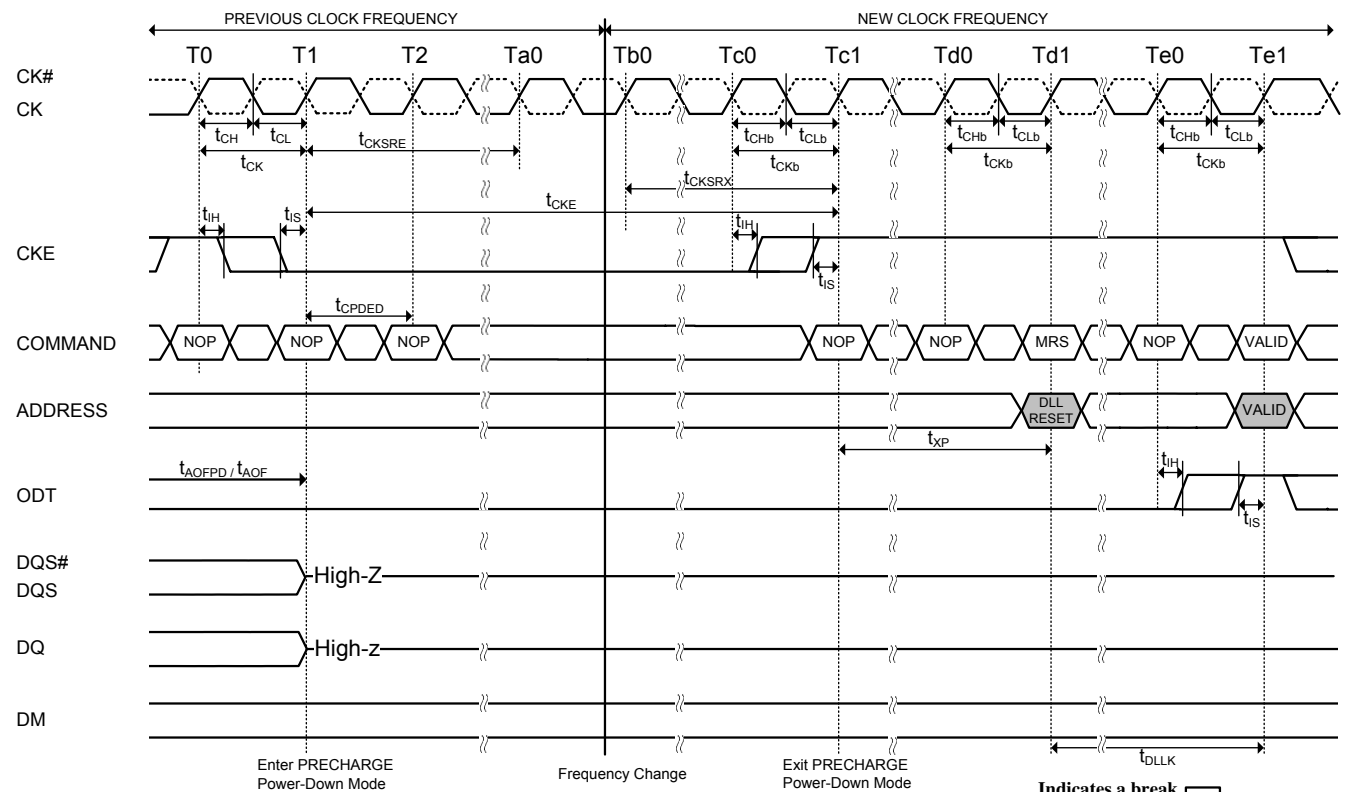 PREVIOUS CLOCK FREQUENCY NEW CLOCK FREQUENCY
T0 T1 T2 Ta0 Tb0 Tc0 Tc1 Td0 Td1 Te0 Te1
CK#
CK
tCH tCL tCHb tCLb tCHb tCLb tCHb tCLb
tCK tCKSRE tCKb tCKb tCKb
tCKSRX
tCKE
tIH tIS tIH
CKE
tIS
tCPDED
COMMAND NOP NOP NOP NOP NOP MRS NOP VALID
ADDRESS DLL RESET VALID
tXP
tAOFPD / tAOF tIH
ODT
tIS
DQS#
DQS High-Z
DQ High-z
DM
tDLLK
Enter PRECHARGE
Power-Down Mode
Frequency Change
Exit PRECHARGE
Power-Down Mode
Indicates a break